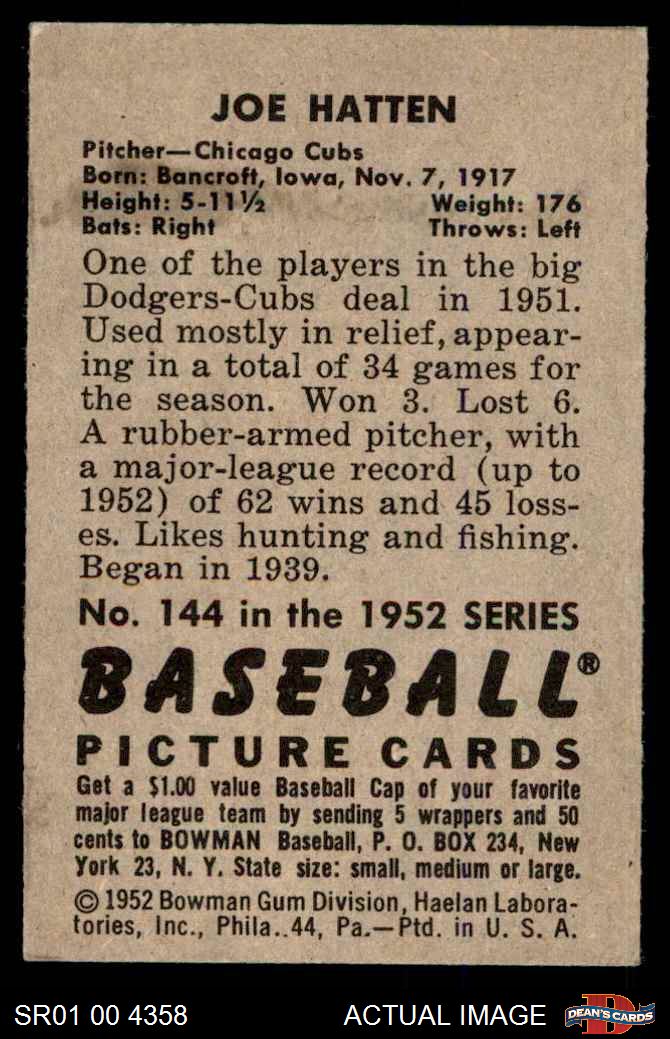 JOE HATTEN
Pitcher—Chicago Cubs
Born: Bancroft, Iowa, Nov. 7, 1917
Height: 5-11½ Weight: 176
Bats: Right Throws: Left
One of the players in the big
Dodgers-Cubs deal in 1951.
Used mostly in relief, appear-
ing in a total of 34 games for
the season. Won 3. Lost 6.
A rubber-armed pitcher, with
a major-league record (up to
1952) of 62 wins and 45 loss-
es. Likes hunting and fishing.
Began in 1939.
No. 144 in the 1952 SERIES
BASEBALL®
PICTURE CARDS
Get a $1.00 value Baseball Cap of your favorite
major league team by sending 5 wrappers and 50
cents to BOWMAN Baseball, P. O. BOX 234, New
York 23, N. Y. State size: small, medium or large.
© 1952 Bowman Gum Division, Haelan Labora-
tories, Inc., Phila..44, Pa.—Ptd. in U. S. A.
SR01 00 4358 ACTUAL IMAGE
D
DEAN'S CARDS